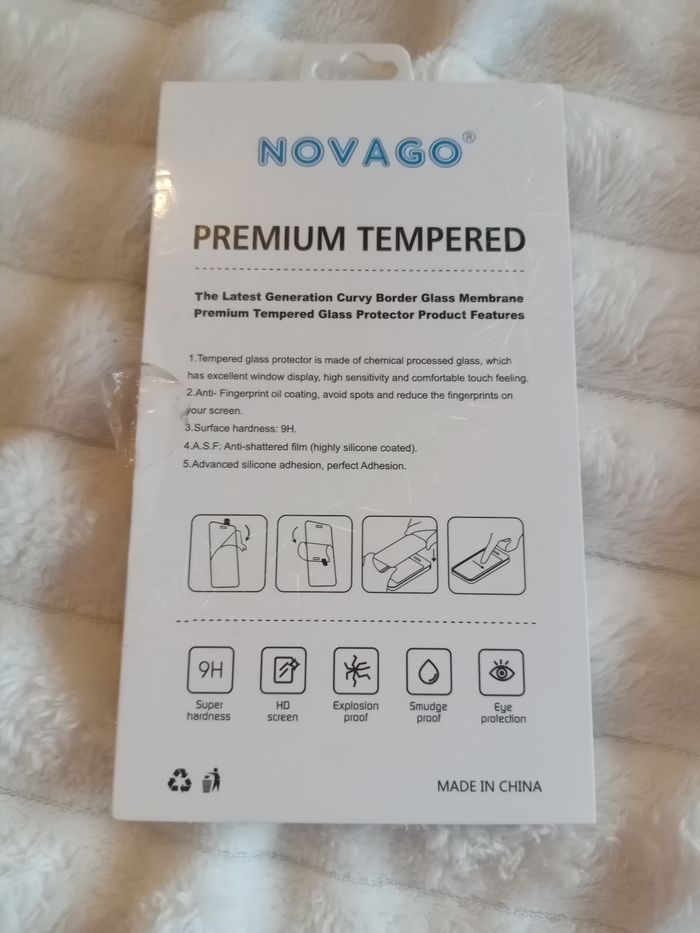 NOVAGO®
PREMIUM TEMPERED
The Latest Generation Curvy Border Glass Membrane
Premium Tempered Glass Protector Product Features
1.Tempered glass protector is made of chemical processed glass, which
has excellent window display, high sensitivity and comfortable touch feeling.
2.Anti- Fingerprint oil coating, avoid spots and reduce the fingerprints on
your screen.
3.Surface hardness: 9H.
4.A.S.F: Anti-shattered film (highly silicone coated).
5.Advanced silicone adhesion, perfect Adhesion.
9H
Super
hardness
HD
screen
Explosion
proof
Smudge
proof
Eye
protection
MADE IN CHINA